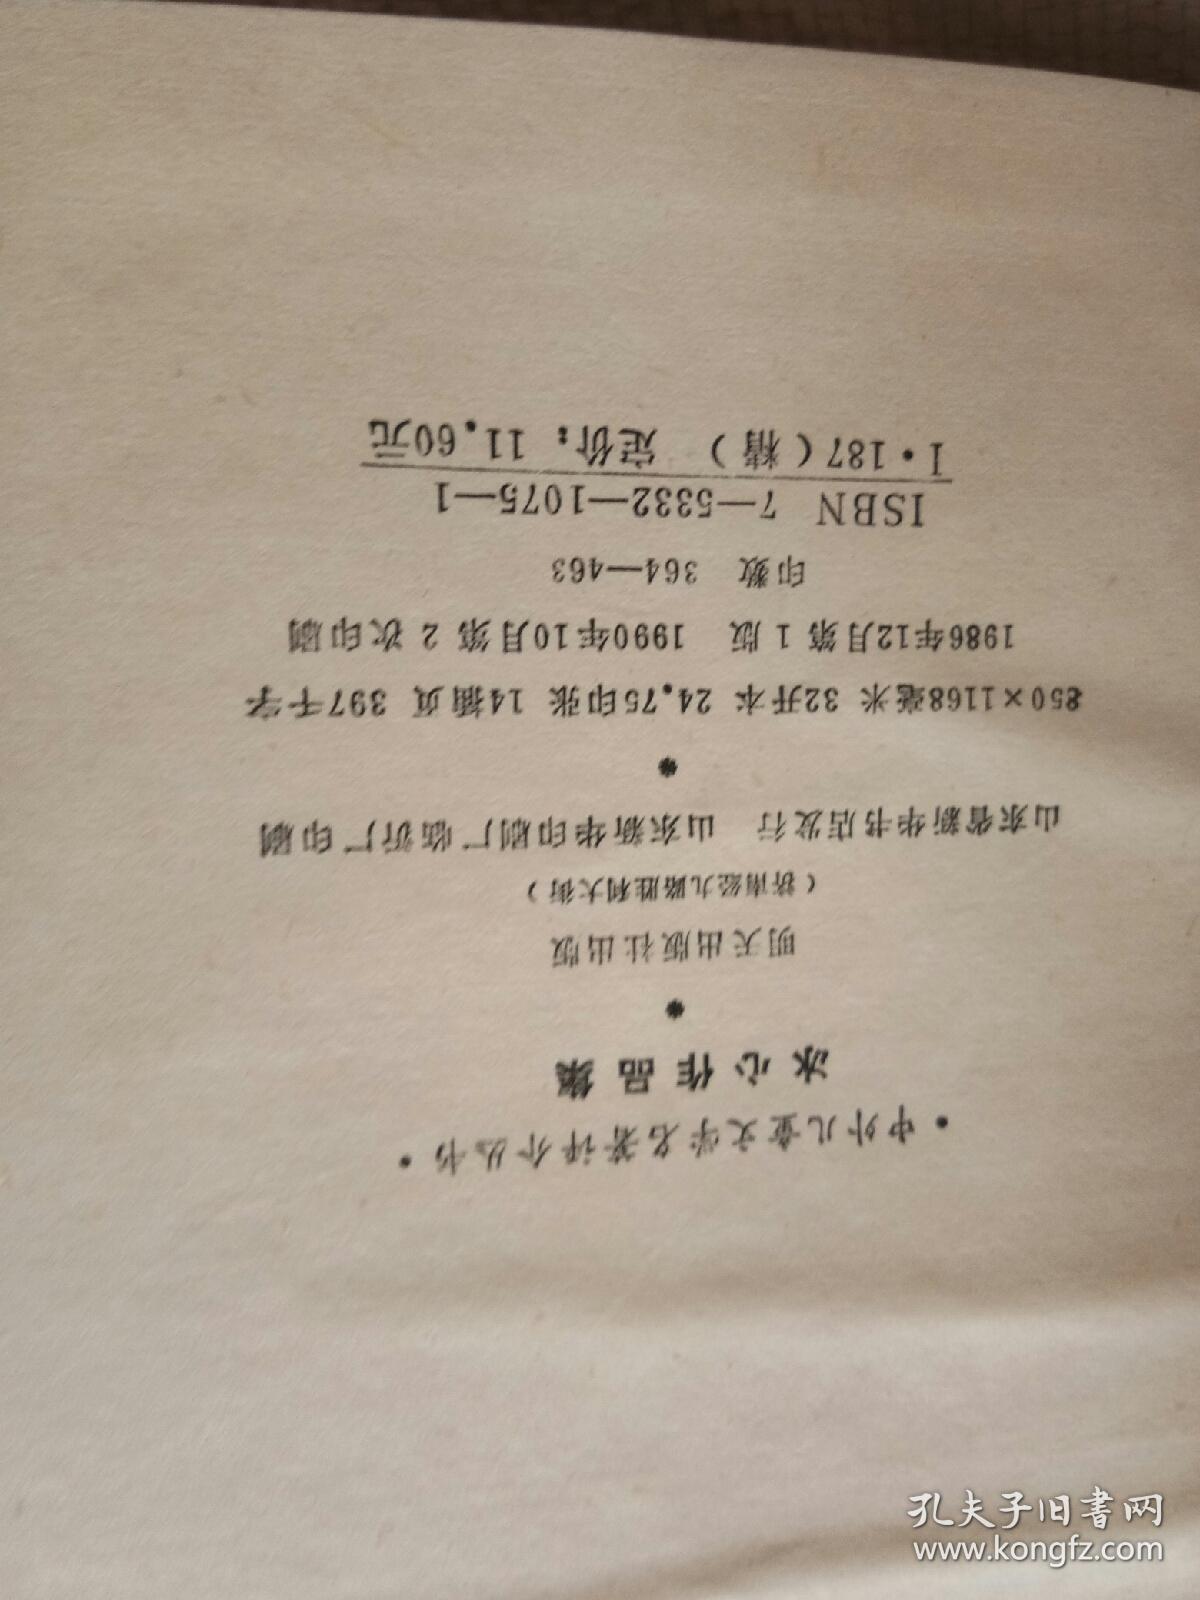 ·中外儿童文学名著评介丛书·
冰心作品集
*
明天出版社出版
(济南经九路胜利大街)
山东省新华书店发行 山东新华印刷厂临沂厂印刷
*
850×1168毫米 32开本 24.75印张 14插页 397千字
1986年12月第1版 1990年10月第2次印刷
印数 364—463
ISBN 7—5332—1075—1
I·187(精) 定价:11.60元
孔夫子旧書网
www.kongfz.com